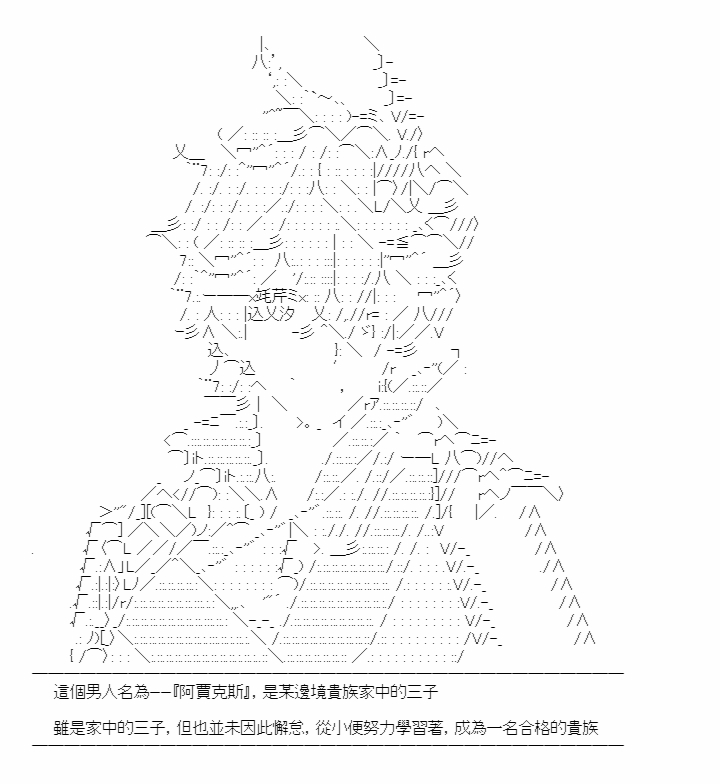 這個男人名為——『阿賈克斯』，是某邊境貴族家中的三子
雖是家中的三子，但也並未因此懈怠，從小便努力學習著，成為一名合格的貴族